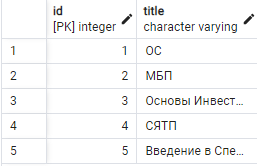 id title
[PK] integer character varying
1 1 ОС
2 2 МБП
3 3 Основы Инвест…
4 4 СЯТП
5 5 Введение в Спе…